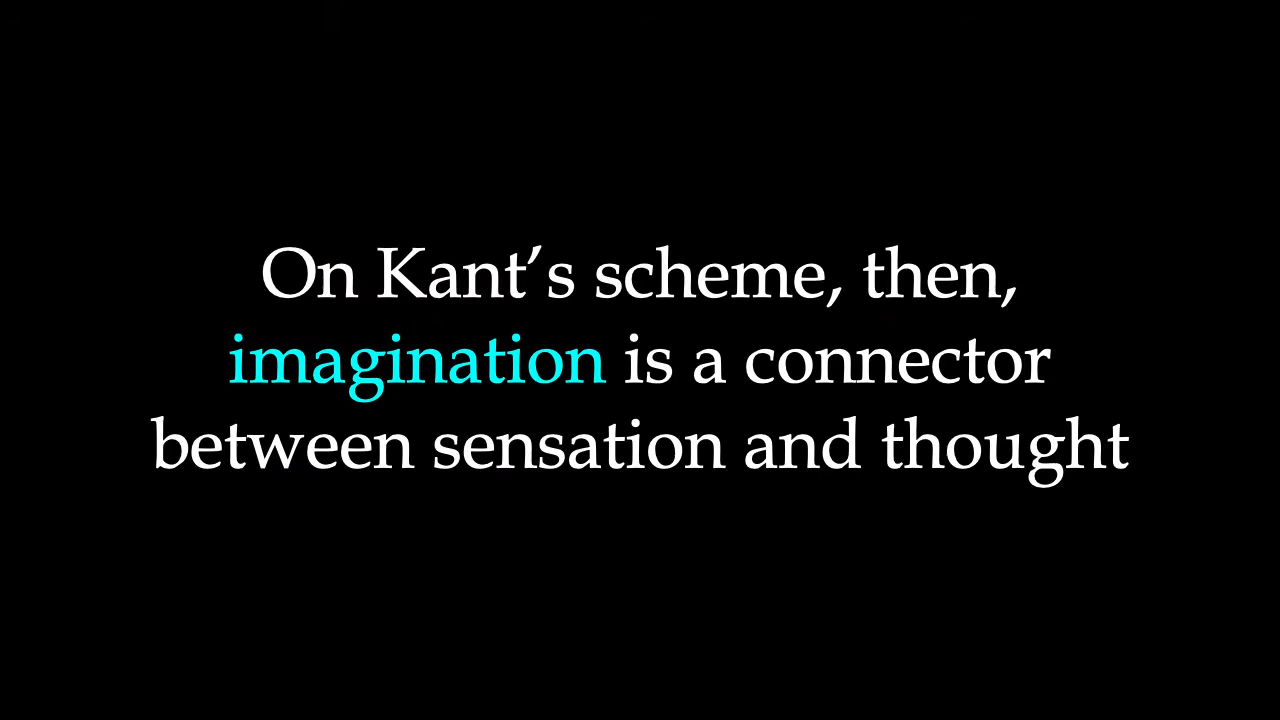 On Kant’s scheme, then,
imagination is a connector
between sensation and thought